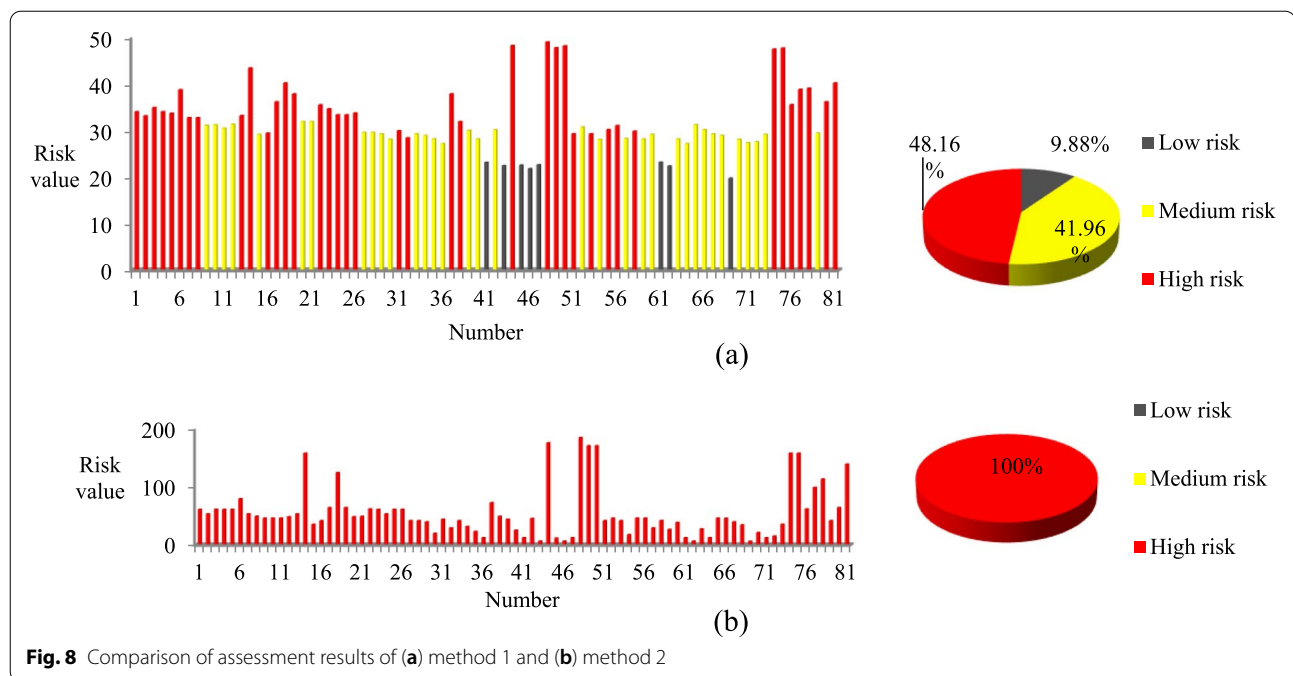 50
40
30
20
10
0
Risk
value
1 6 11 16 21 26 31 36 41 46 51 56 61 66 71 76 81
Number
(a)
48.16
%
9.88%
41.96
%
Low risk
Medium risk
High risk
200
100
0
Risk
value
1 6 11 16 21 26 31 36 41 46 51 56 61 66 71 76 81
Number
(b)
100%
Low risk
Medium risk
High risk
Fig. 8 Comparison of assessment results of (a) method 1 and (b) method 2